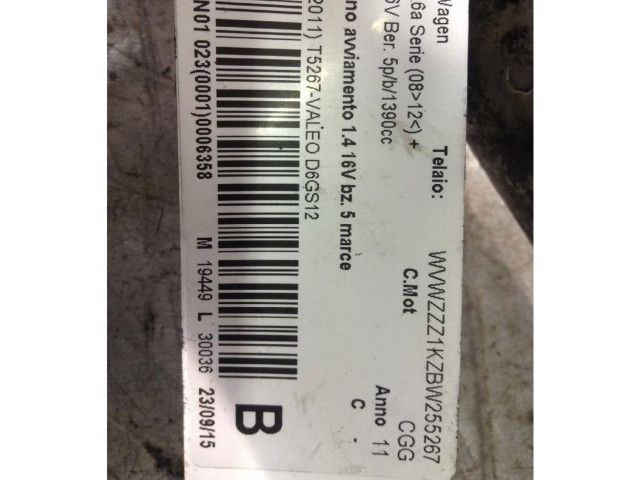 Wagen Telaio: WVWZZZ1KZBW255267
6a Serie (08>12<) + C.Mot CGG
6V Ber. 5p/b/1390cc Anno 11
no avviamento 1.4 16V bz. 5 marce C -
2011) T5267-VALEO D6GS12
B
N01 023(0001)0006358 M 19449 L 30036 23/09/15